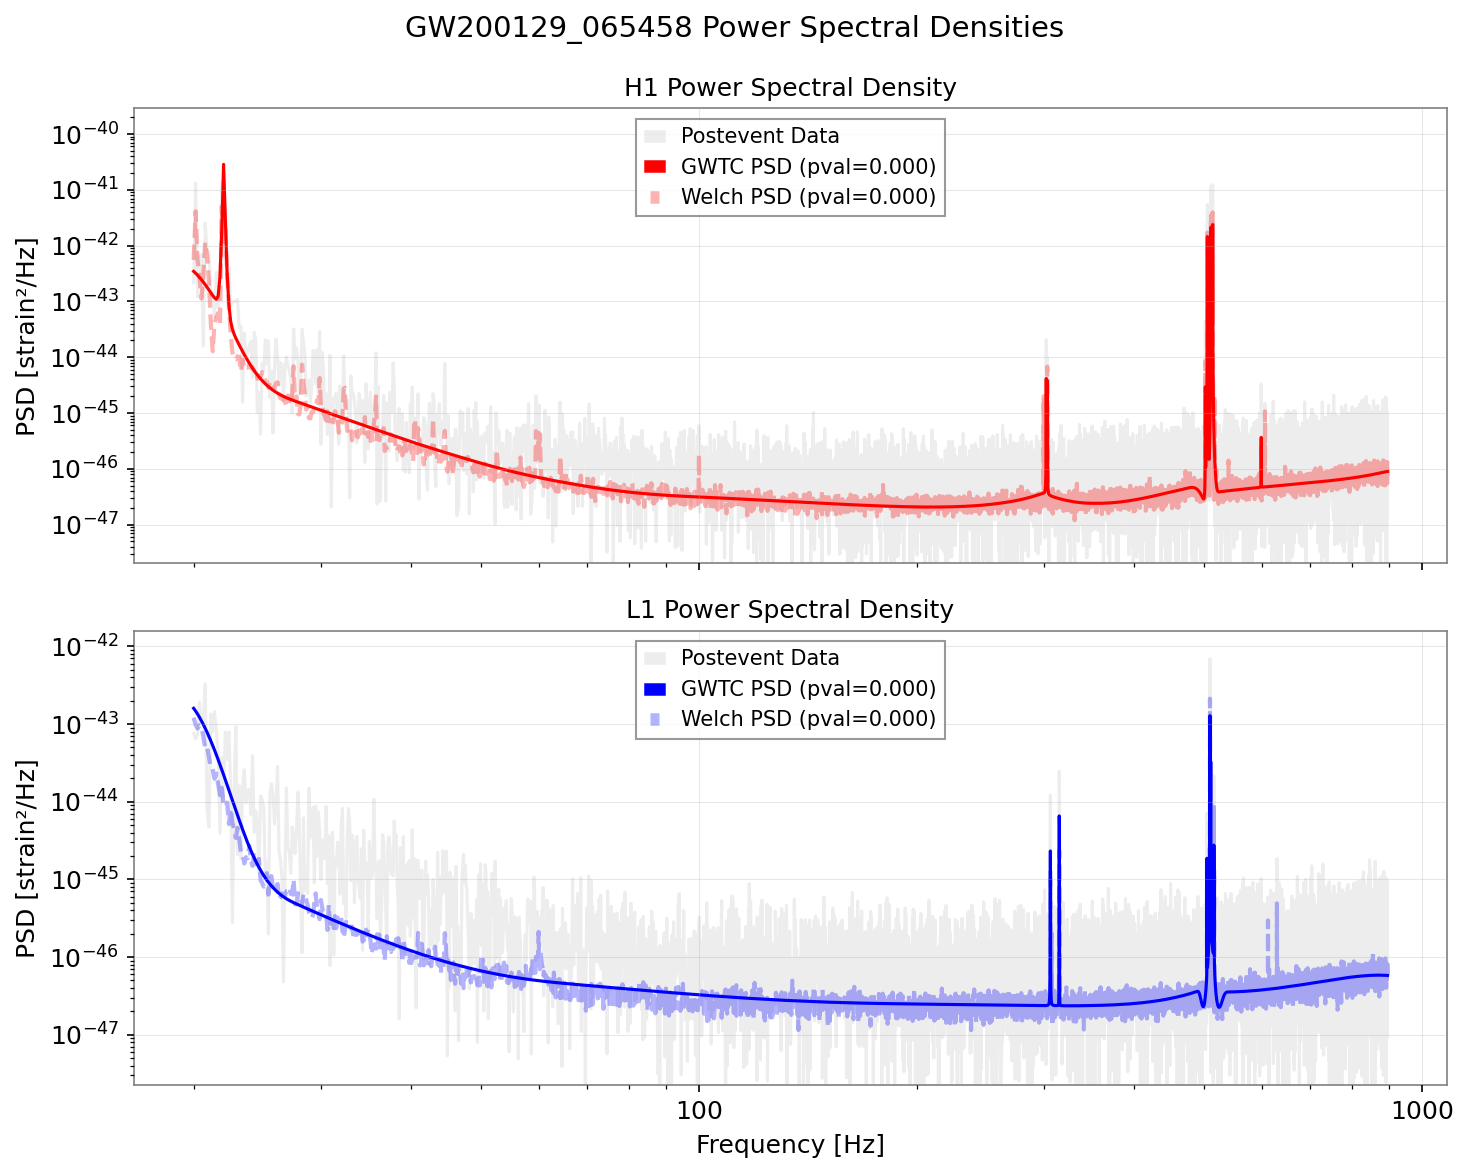 GW200129_065458 Power Spectral Densities
H1 Power Spectral Density
Postevent Data
GWTC PSD (pval=0.000)
Welch PSD (pval=0.000)
PSD [strain²/Hz]
10⁻⁴⁰
10⁻⁴¹
10⁻⁴²
10⁻⁴³
10⁻⁴⁴
10⁻⁴⁵
10⁻⁴⁶
10⁻⁴⁷
L1 Power Spectral Density
Postevent Data
GWTC PSD (pval=0.000)
Welch PSD (pval=0.000)
PSD [strain²/Hz]
10⁻⁴²
10⁻⁴³
10⁻⁴⁴
10⁻⁴⁵
10⁻⁴⁶
10⁻⁴⁷
100 1000
Frequency [Hz]